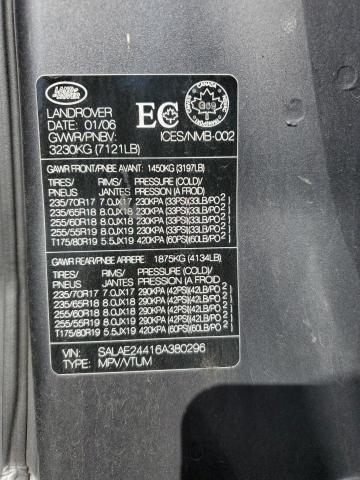 LAND ROVER
LANDROVER
DATE: 01/06
GVWR/PNBV:
3230KG (7121LB)
EC
CANADA
ICES/NMB-002
GAWR FRONT/PNBE AVANT: 1450KG (3197LB)
TIRES/ RIMS/ PRESSURE (COLD)/
PNEUS JANTES PRESSION (A FROID)
235/70R17 7.0JX17 230KPA (33PSI)(33LB/PO2)
235/65R18 8.0JX18 230KPA (33PSI)(33LB/PO2)
255/60R18 8.0JX18 230KPA (33PSI)(33LB/PO2)
255/55R19 8.0JX19 230KPA (33PSI)(33LB/PO2)
T175/80R19 5.5JX19 420KPA (60PSI)(60LB/PO2)
GAWR REAR/PNBE ARRERE 1875KG (4134LB)
TIRES/ RIMS/ PRESSURE (COLD)/
PNEUS JANTES PRESSION (A FROID)
235/70R17 7.0JX17 290KPA (42PSI)(42LB/PO2)
235/65R18 8.0JX18 290KPA (42PSI)(42LB/PO2)
255/60R18 8.0JX18 290KPA (42PSI)(42LB/PO2)
255/55R19 8.0JX19 290KPA (42PSI)(42LB/PO2)
T175/80R19 5.5JX19 420KPA (60PSI)(60LB/PO2)
VIN: SALAE24416A380296
TYPE: MPV/VTUM